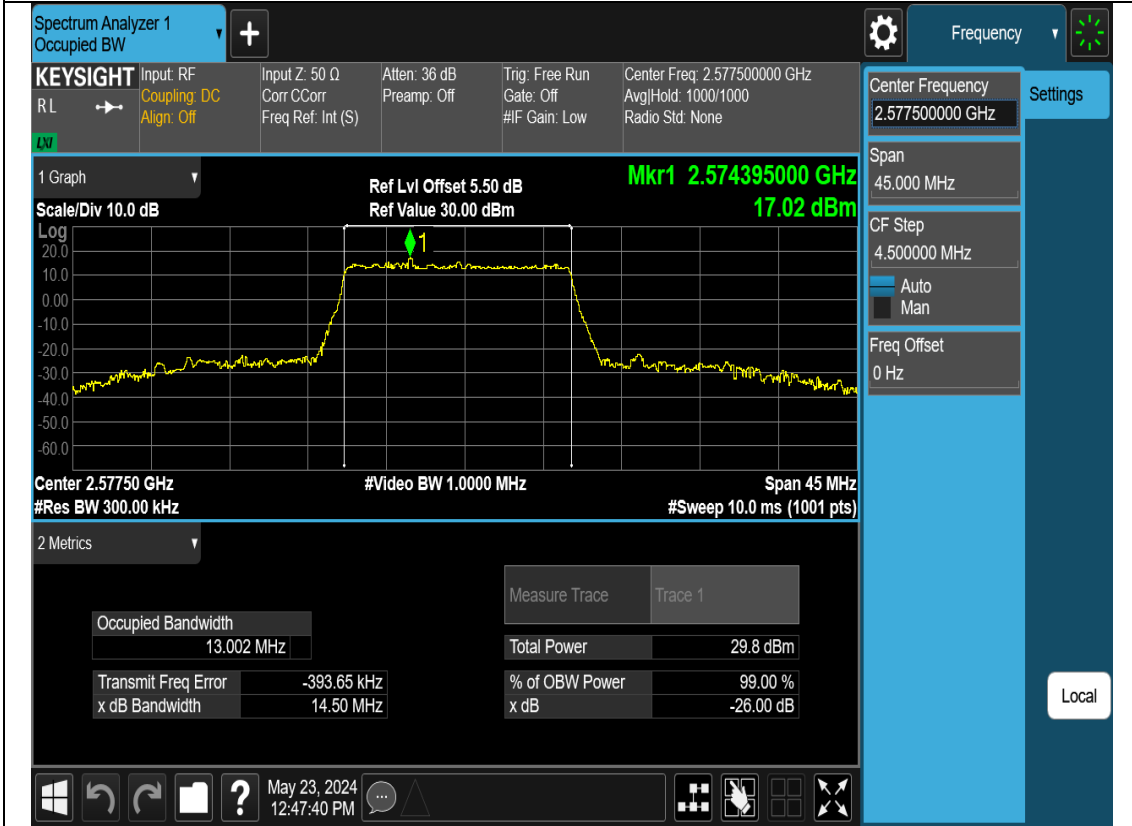 Spectrum Analyzer 1
Occupied BW
+
Frequency
KEYSIGHT
R L
LXI
Input: RF
Coupling: DC
Align: Off
Input Z: 50 Ω
Corr CCorr
Freq Ref: Int (S)
Atten: 36 dB
Preamp: Off
Trig: Free Run
Gate: Off
#IF Gain: Low
Center Freq: 2.577500000 GHz
Avg|Hold: 1000/1000
Radio Std: None
Center Frequency
2.577500000 GHz
Settings
Span
45.000 MHz
CF Step
4.500000 MHz
Auto
Man
Freq Offset
0 Hz
Local
1 Graph
Scale/Div 10.0 dB
Ref Lvl Offset 5.50 dB
Ref Value 30.00 dBm
Mkr1 2.574395000 GHz
17.02 dBm
Log
20.0
10.0
0.00
-10.0
-20.0
-30.0
-40.0
-50.0
-60.0
1
Center 2.57750 GHz
#Video BW 1.0000 MHz
Span 45 MHz
#Res BW 300.00 kHz
#Sweep 10.0 ms (1001 pts)
2 Metrics
Measure Trace Trace 1
Occupied Bandwidth
13.002 MHz
Total Power 29.8 dBm
Transmit Freq Error -393.65 kHz
% of OBW Power 99.00 %
x dB Bandwidth 14.50 MHz
x dB -26.00 dB
?
May 23, 2024
12:47:40 PM